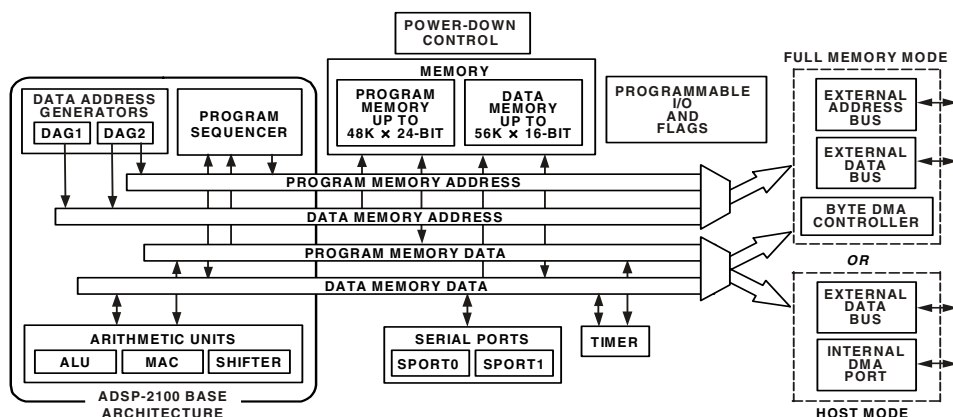 POWER-DOWN
CONTROL
FULL MEMORY MODE
MEMORY
DATA ADDRESS
GENERATORS
DAG1
DAG2
PROGRAM
SEQUENCER
PROGRAM
MEMORY
UP TO
48K × 24-BIT
DATA
MEMORY
UP TO
56K × 16-BIT
PROGRAMMABLE
I/O
AND
FLAGS
EXTERNAL
ADDRESS
BUS
EXTERNAL
DATA
BUS
BYTE DMA
CONTROLLER
PROGRAM MEMORY ADDRESS
DATA MEMORY ADDRESS
PROGRAM MEMORY DATA
DATA MEMORY DATA
OR
EXTERNAL
DATA
BUS
INTERNAL
DMA
PORT
HOST MODE
ARITHMETIC UNITS
ALU
MAC
SHIFTER
SERIAL PORTS
SPORT0
SPORT1
TIMER
ADSP-2100 BASE
ARCHITECTURE